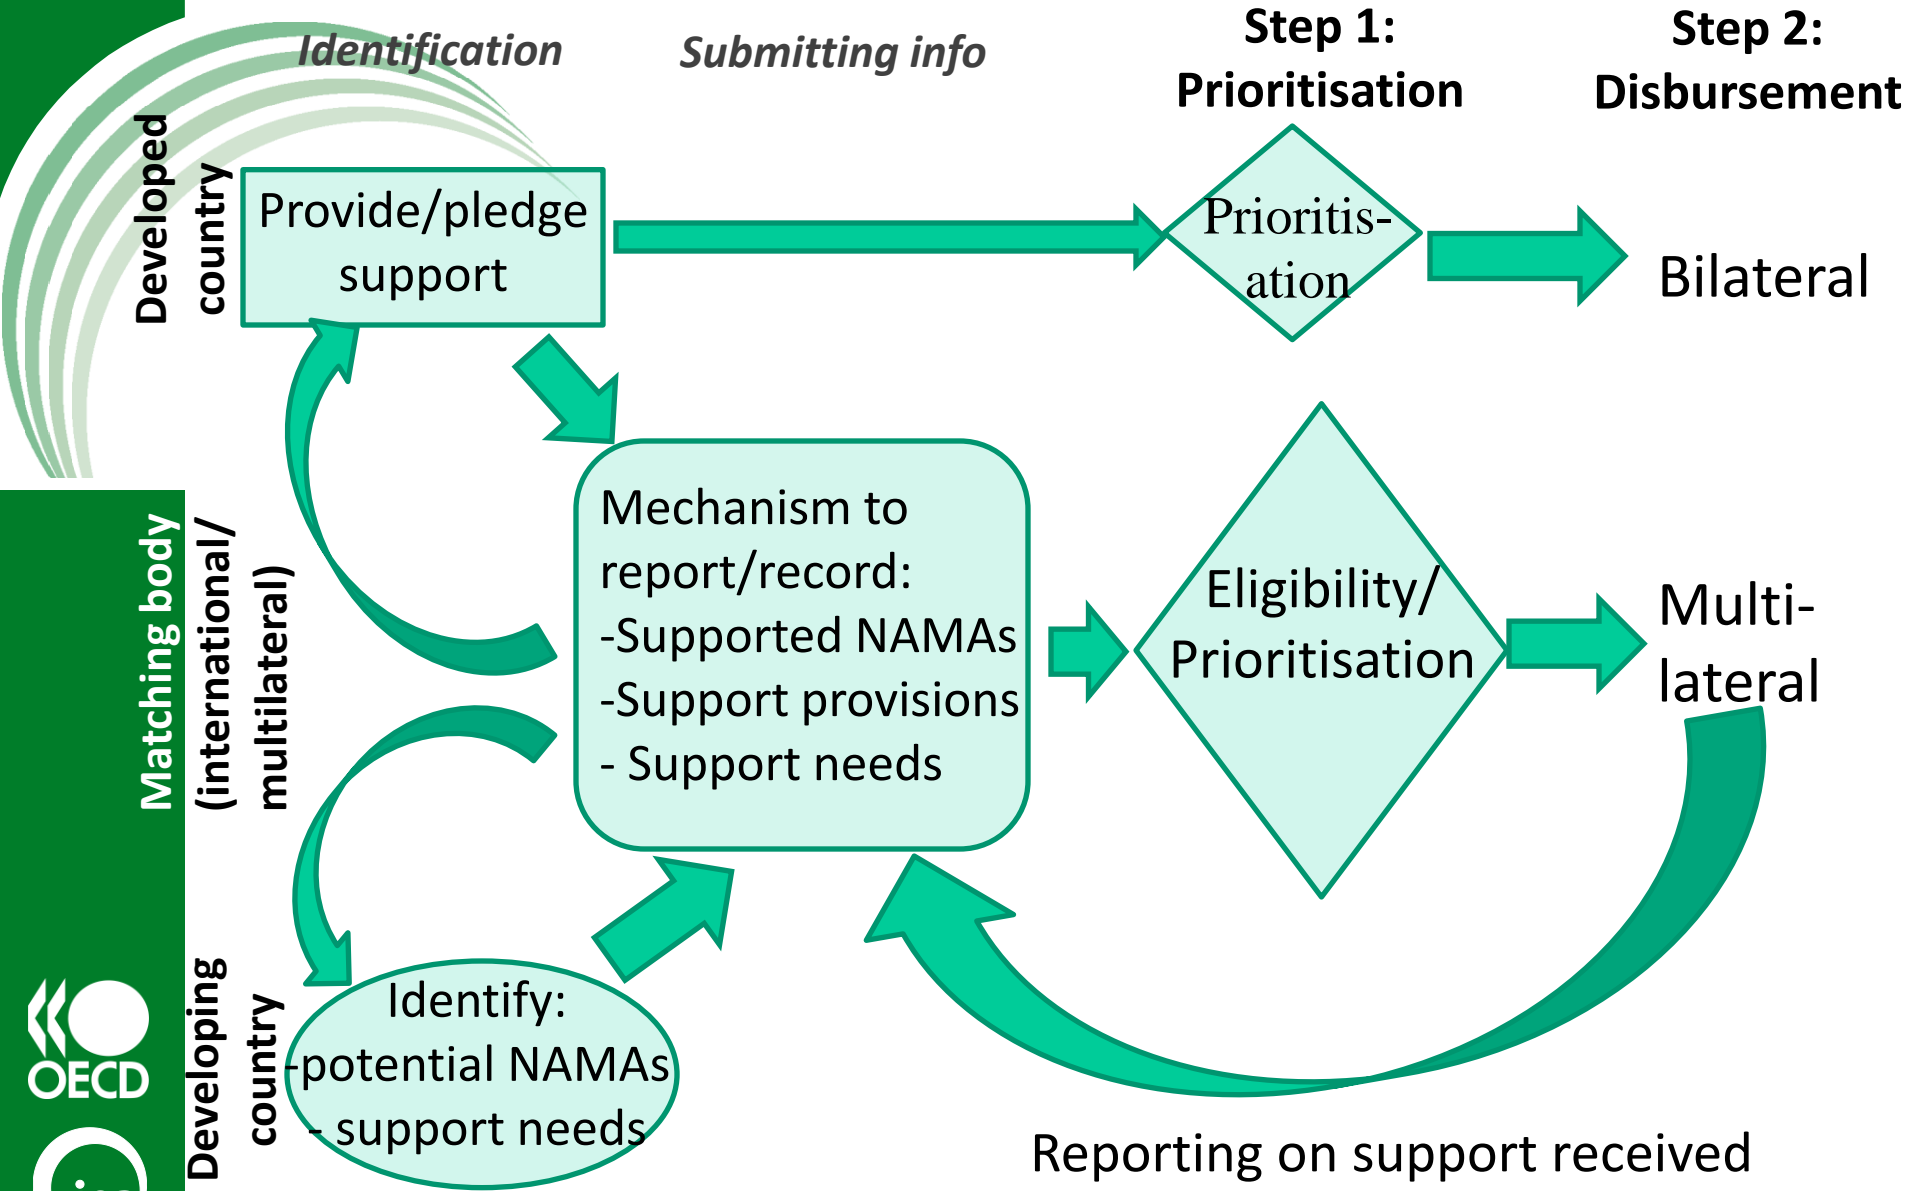 Identification
Submitting info
Step 1:
Prioritisation
Step 2:
Disbursement
Developed
country
Provide/pledge
support
Prioritis-
ation
Bilateral
Matching body
(international/
multilateral)
Mechanism to
report/record:
-Supported NAMAs
-Support provisions
- Support needs
Eligibility/
Prioritisation
Multi-
lateral
Developing
country
Identify:
-potential NAMAs
- support needs
Reporting on support received
OECD